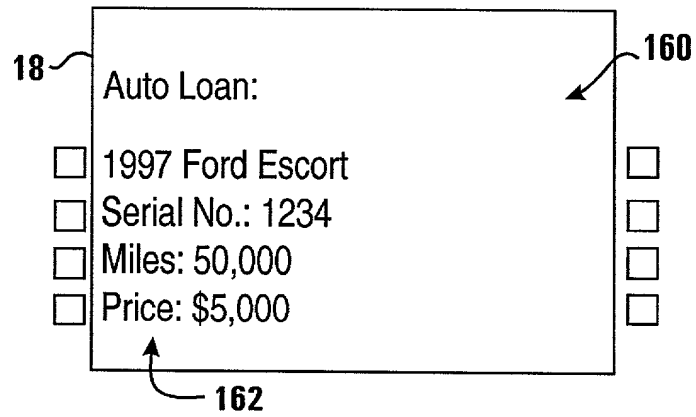 18
160
Auto Loan:
1997 Ford Escort
Serial No.: 1234
Miles: 50,000
Price: $5,000
162